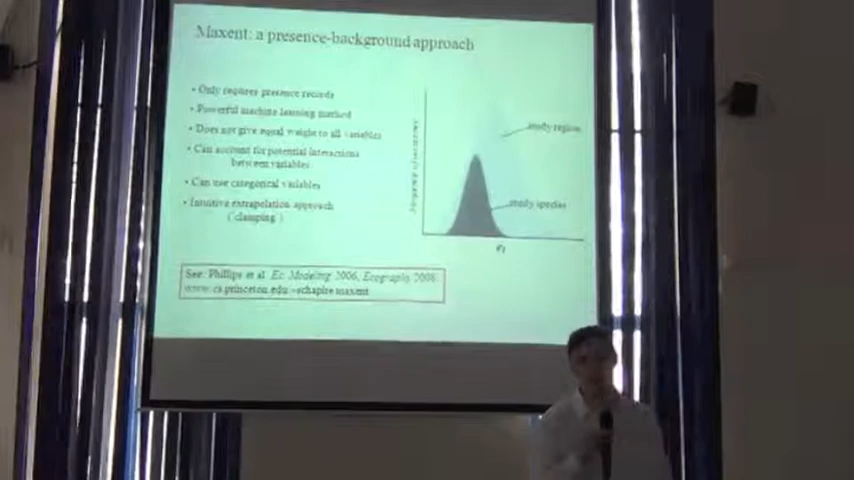 Maxent: a presence-background approach
• Only requires presence records
• Powerful machine learning method
• Does not give equal weight to all variables
• Can account for potential interactions
between variables
• Can use categorical variables
• Intuitive extrapolation approach
('clamping')
study region
study species
e1
See: Phillips et al. Ec. Modeling 2006, Ecography 2008;
www.cs.princeton.edu/~schapire/maxent